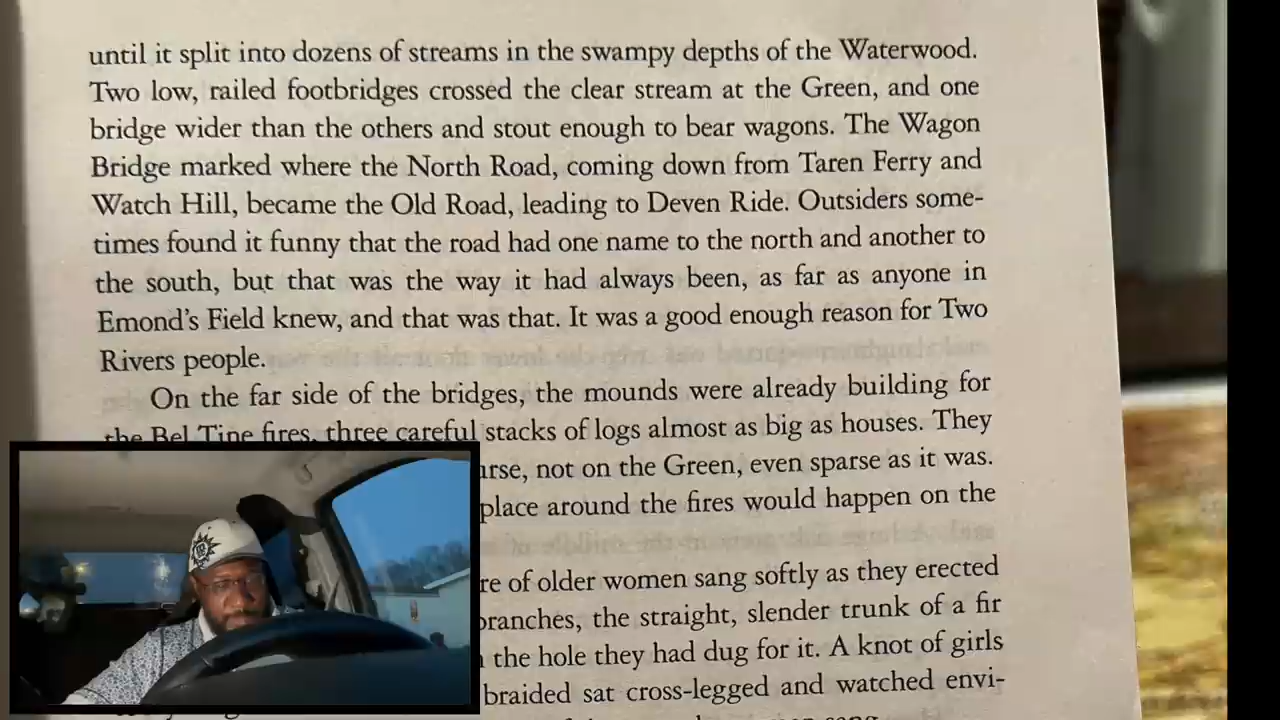 until it split into dozens of streams in the swampy depths of the Waterwood.
Two low, railed footbridges crossed the clear stream at the Green, and one
bridge wider than the others and stout enough to bear wagons. The Wagon
Bridge marked where the North Road, coming down from Taren Ferry and
Watch Hill, became the Old Road, leading to Deven Ride. Outsiders some-
times found it funny that the road had one name to the north and another to
the south, but that was the way it had always been, as far as anyone in
Emond's Field knew, and that was that. It was a good enough reason for Two
Rivers people.
On the far side of the bridges, the mounds were already building for
the Bel Tine fires, three careful stacks of logs almost as big as houses. They
not on the Green, even sparse as it was.
place around the fires would happen on the
of older women sang softly as they erected
the straight, slender trunk of a fir
the hole they had dug for it. A knot of girls
braided sat cross-legged and watched envi-